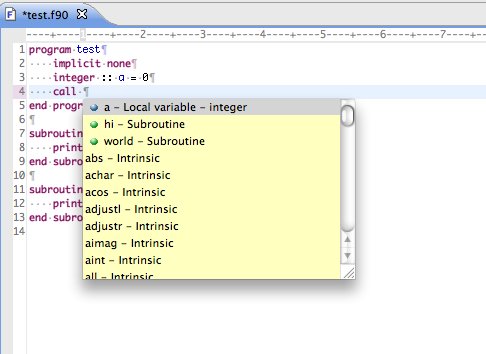 *test.f90
----+----1----+----2----+----3----+----4----+----5----+----6----+----7--
1 program·test¶
2 ····implicit·none¶
3 ····integer·::·a·=·0¶
4 ····call·¶
5 end·progr
6 ¶
7 subroutin
8 ····print
9 end·subro
10 ¶
11 subroutin
12 ····print
13 end·subro
14
a – Local variable – integer
hi – Subroutine
world – Subroutine
abs – Intrinsic
achar – Intrinsic
acos – Intrinsic
adjustl – Intrinsic
adjustr – Intrinsic
aimag – Intrinsic
aint – Intrinsic
all – Intrinsic